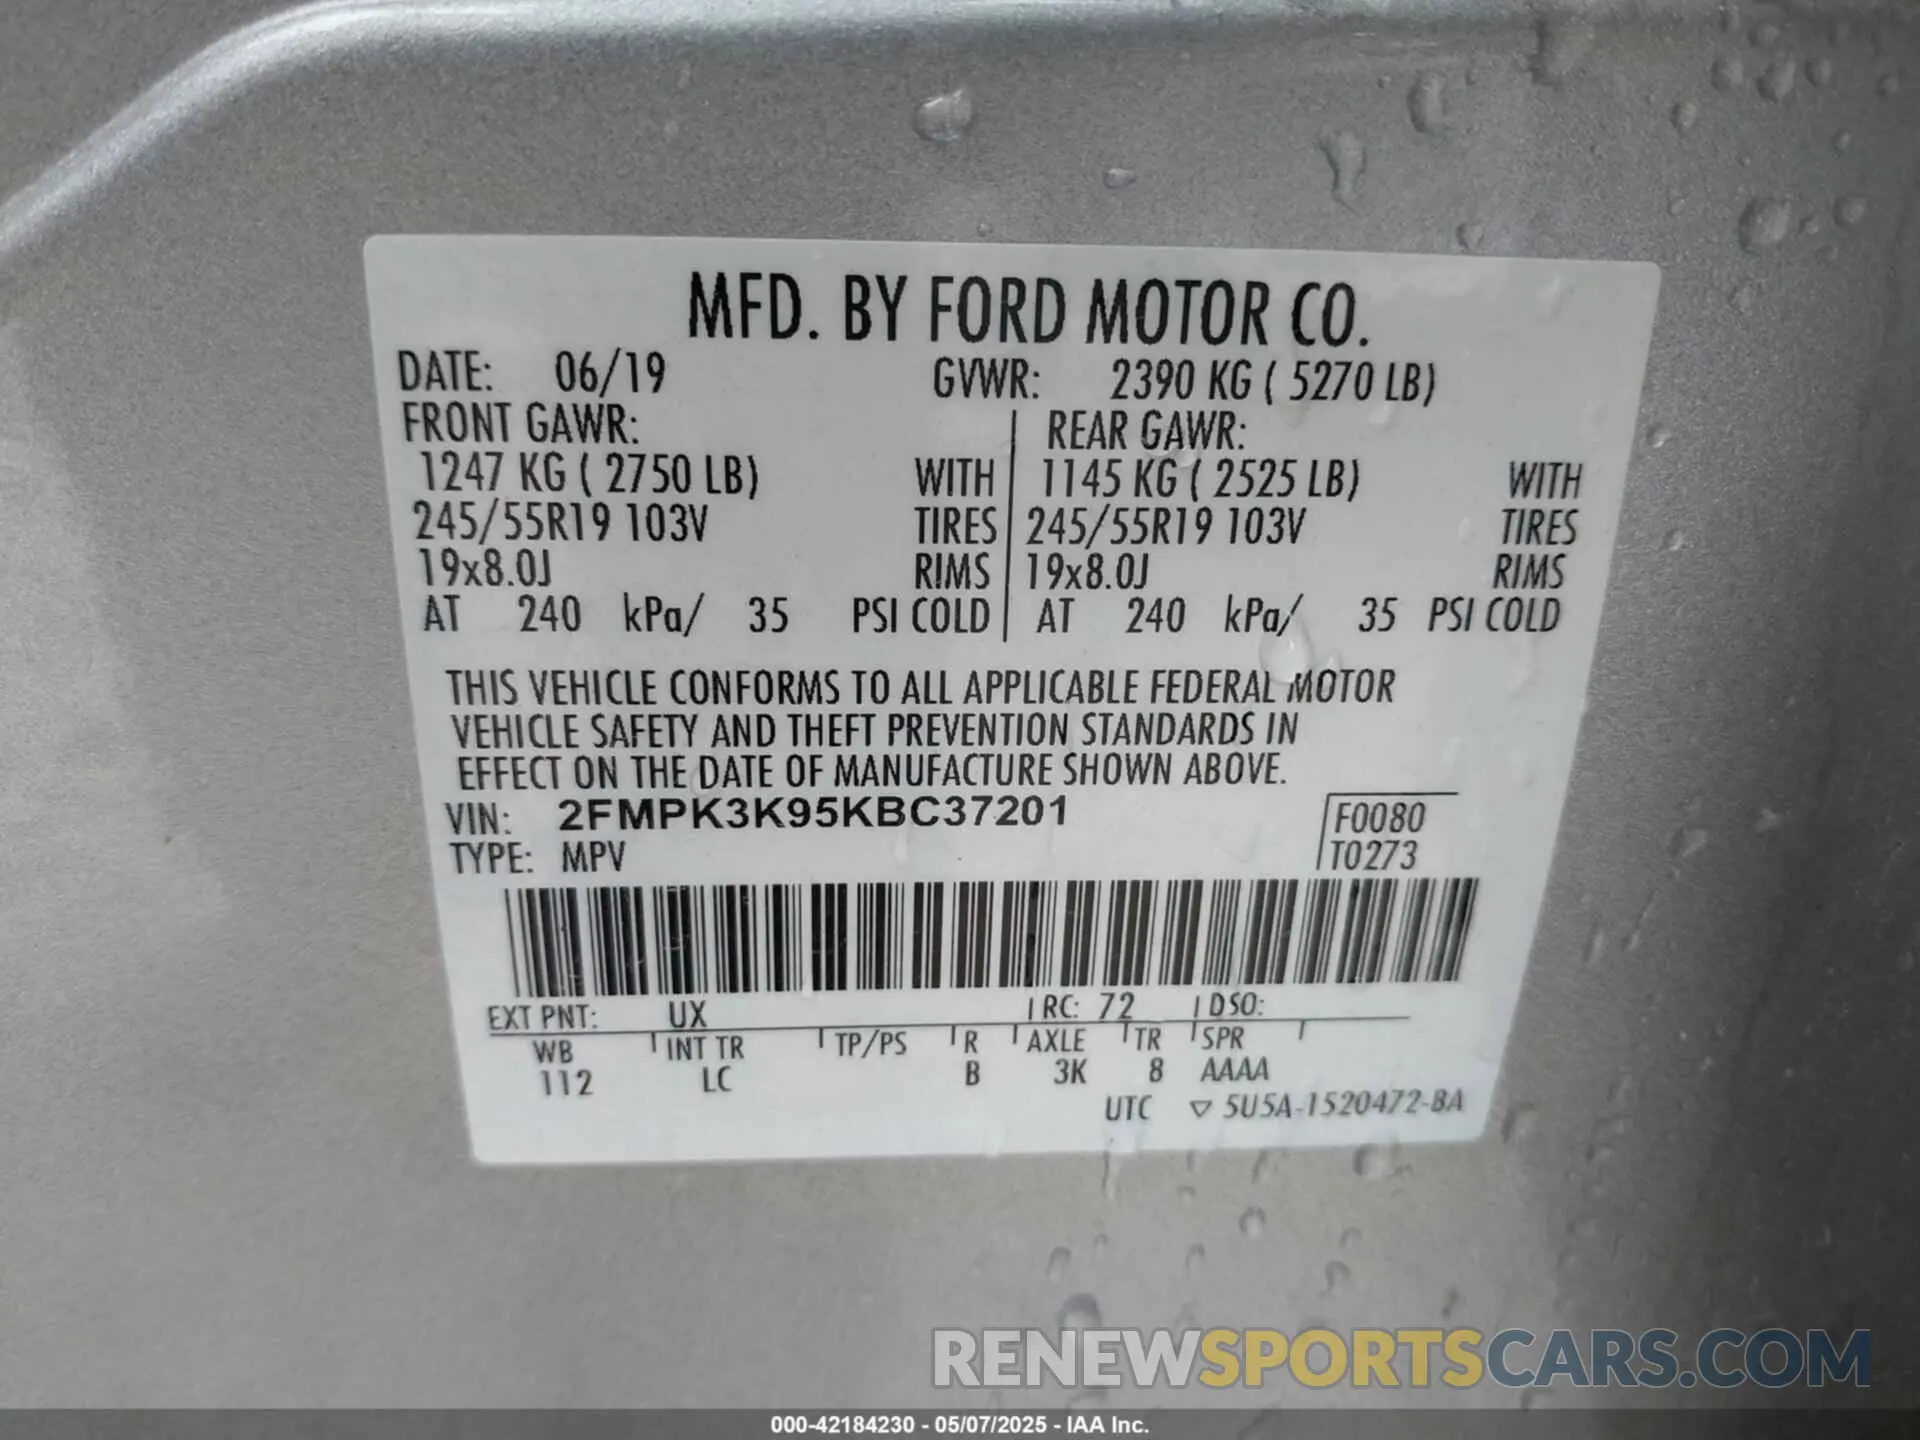 MFD. BY FORD MOTOR CO.
DATE: 06/19 GVWR: 2390 KG ( 5270 LB)
FRONT GAWR: REAR GAWR:
1247 KG ( 2750 LB) WITH 1145 KG ( 2525 LB) WITH
245/55R19 103V TIRES 245/55R19 103V TIRES
19x8.0J RIMS 19x8.0J RIMS
AT 240 kPa/ 35 PSI COLD AT 240 kPa/ 35 PSI COLD
THIS VEHICLE CONFORMS TO ALL APPLICABLE FEDERAL MOTOR
VEHICLE SAFETY AND THEFT PREVENTION STANDARDS IN
EFFECT ON THE DATE OF MANUFACTURE SHOWN ABOVE.
VIN: 2FMPK3K95KBC37201 F0080
TYPE: MPV T0273
EXT PNT: UX RC: 72 DSO:
WB INT TR TP/PS R AXLE TR SPR
112 LC B 3K 8 AAAA
UTC ▽ 5U5A-1520472-BA
RENEWSPORTSCARS.COM
000-42184230 - 05/07/2025 - IAA Inc.